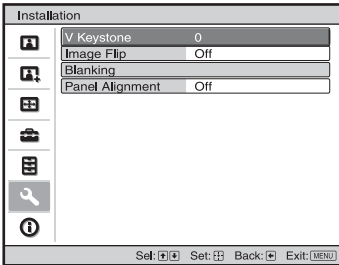 Installation
V Keystone 0
Image Flip Off
Blanking
Panel Alignment Off
Sel: Set: Back: Exit: MENU